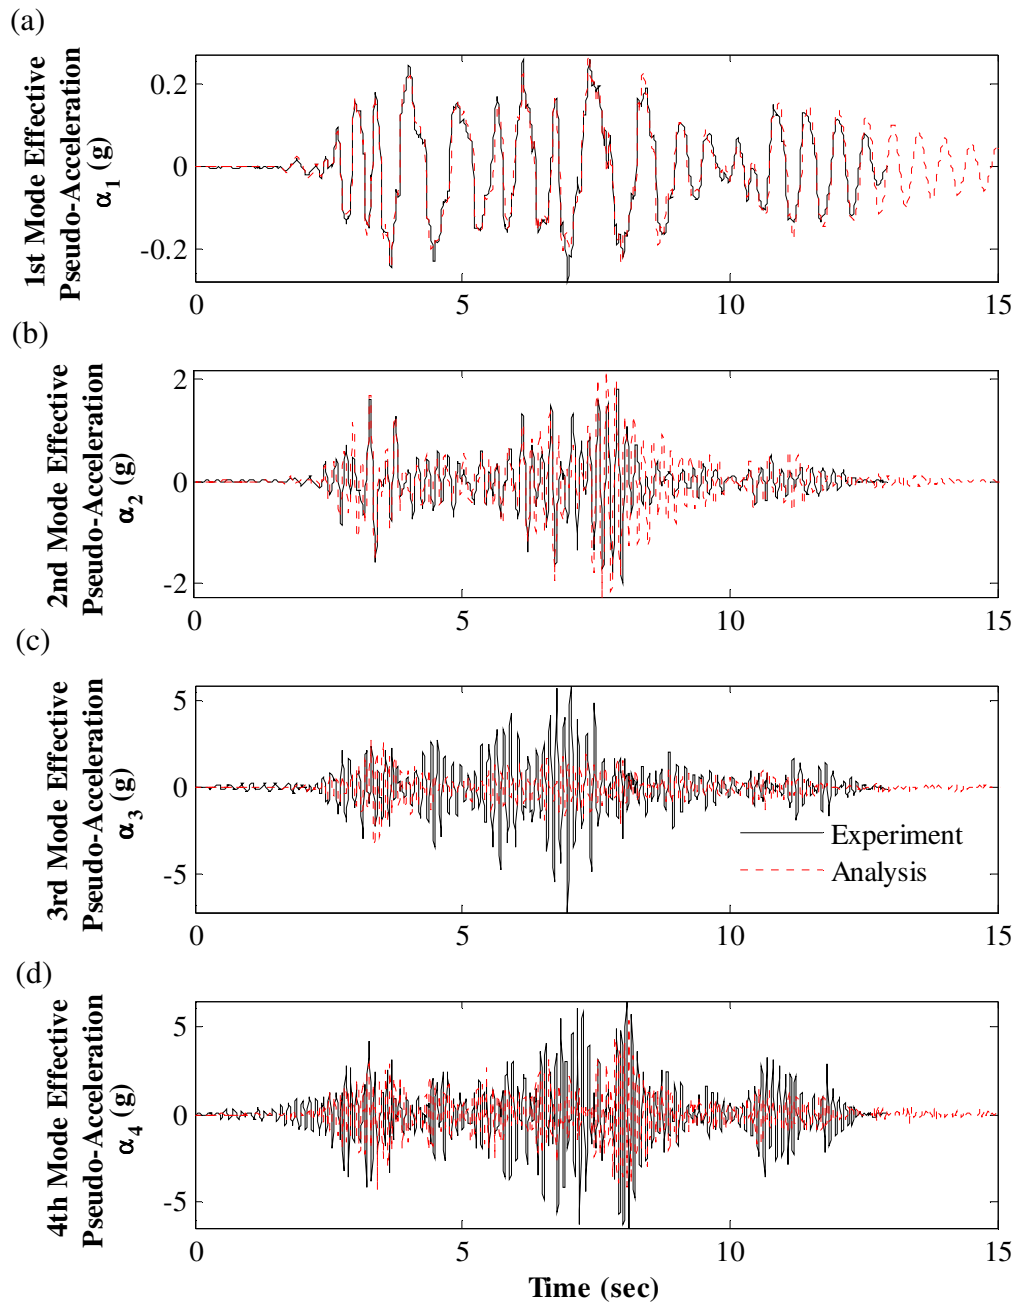 (a)
1st Mode Effective
Pseudo-Acceleration
α1 (g)
0.2
0
-0.2
0 5 10 15
(b)
2nd Mode Effective
Pseudo-Acceleration
α2 (g)
2
0
-2
0 5 10 15
(c)
3rd Mode Effective
Pseudo-Acceleration
α3 (g)
5
0
-5
Experiment
Analysis
0 5 10 15
(d)
4th Mode Effective
Pseudo-Acceleration
α4 (g)
5
0
-5
0 5 10 15
Time (sec)